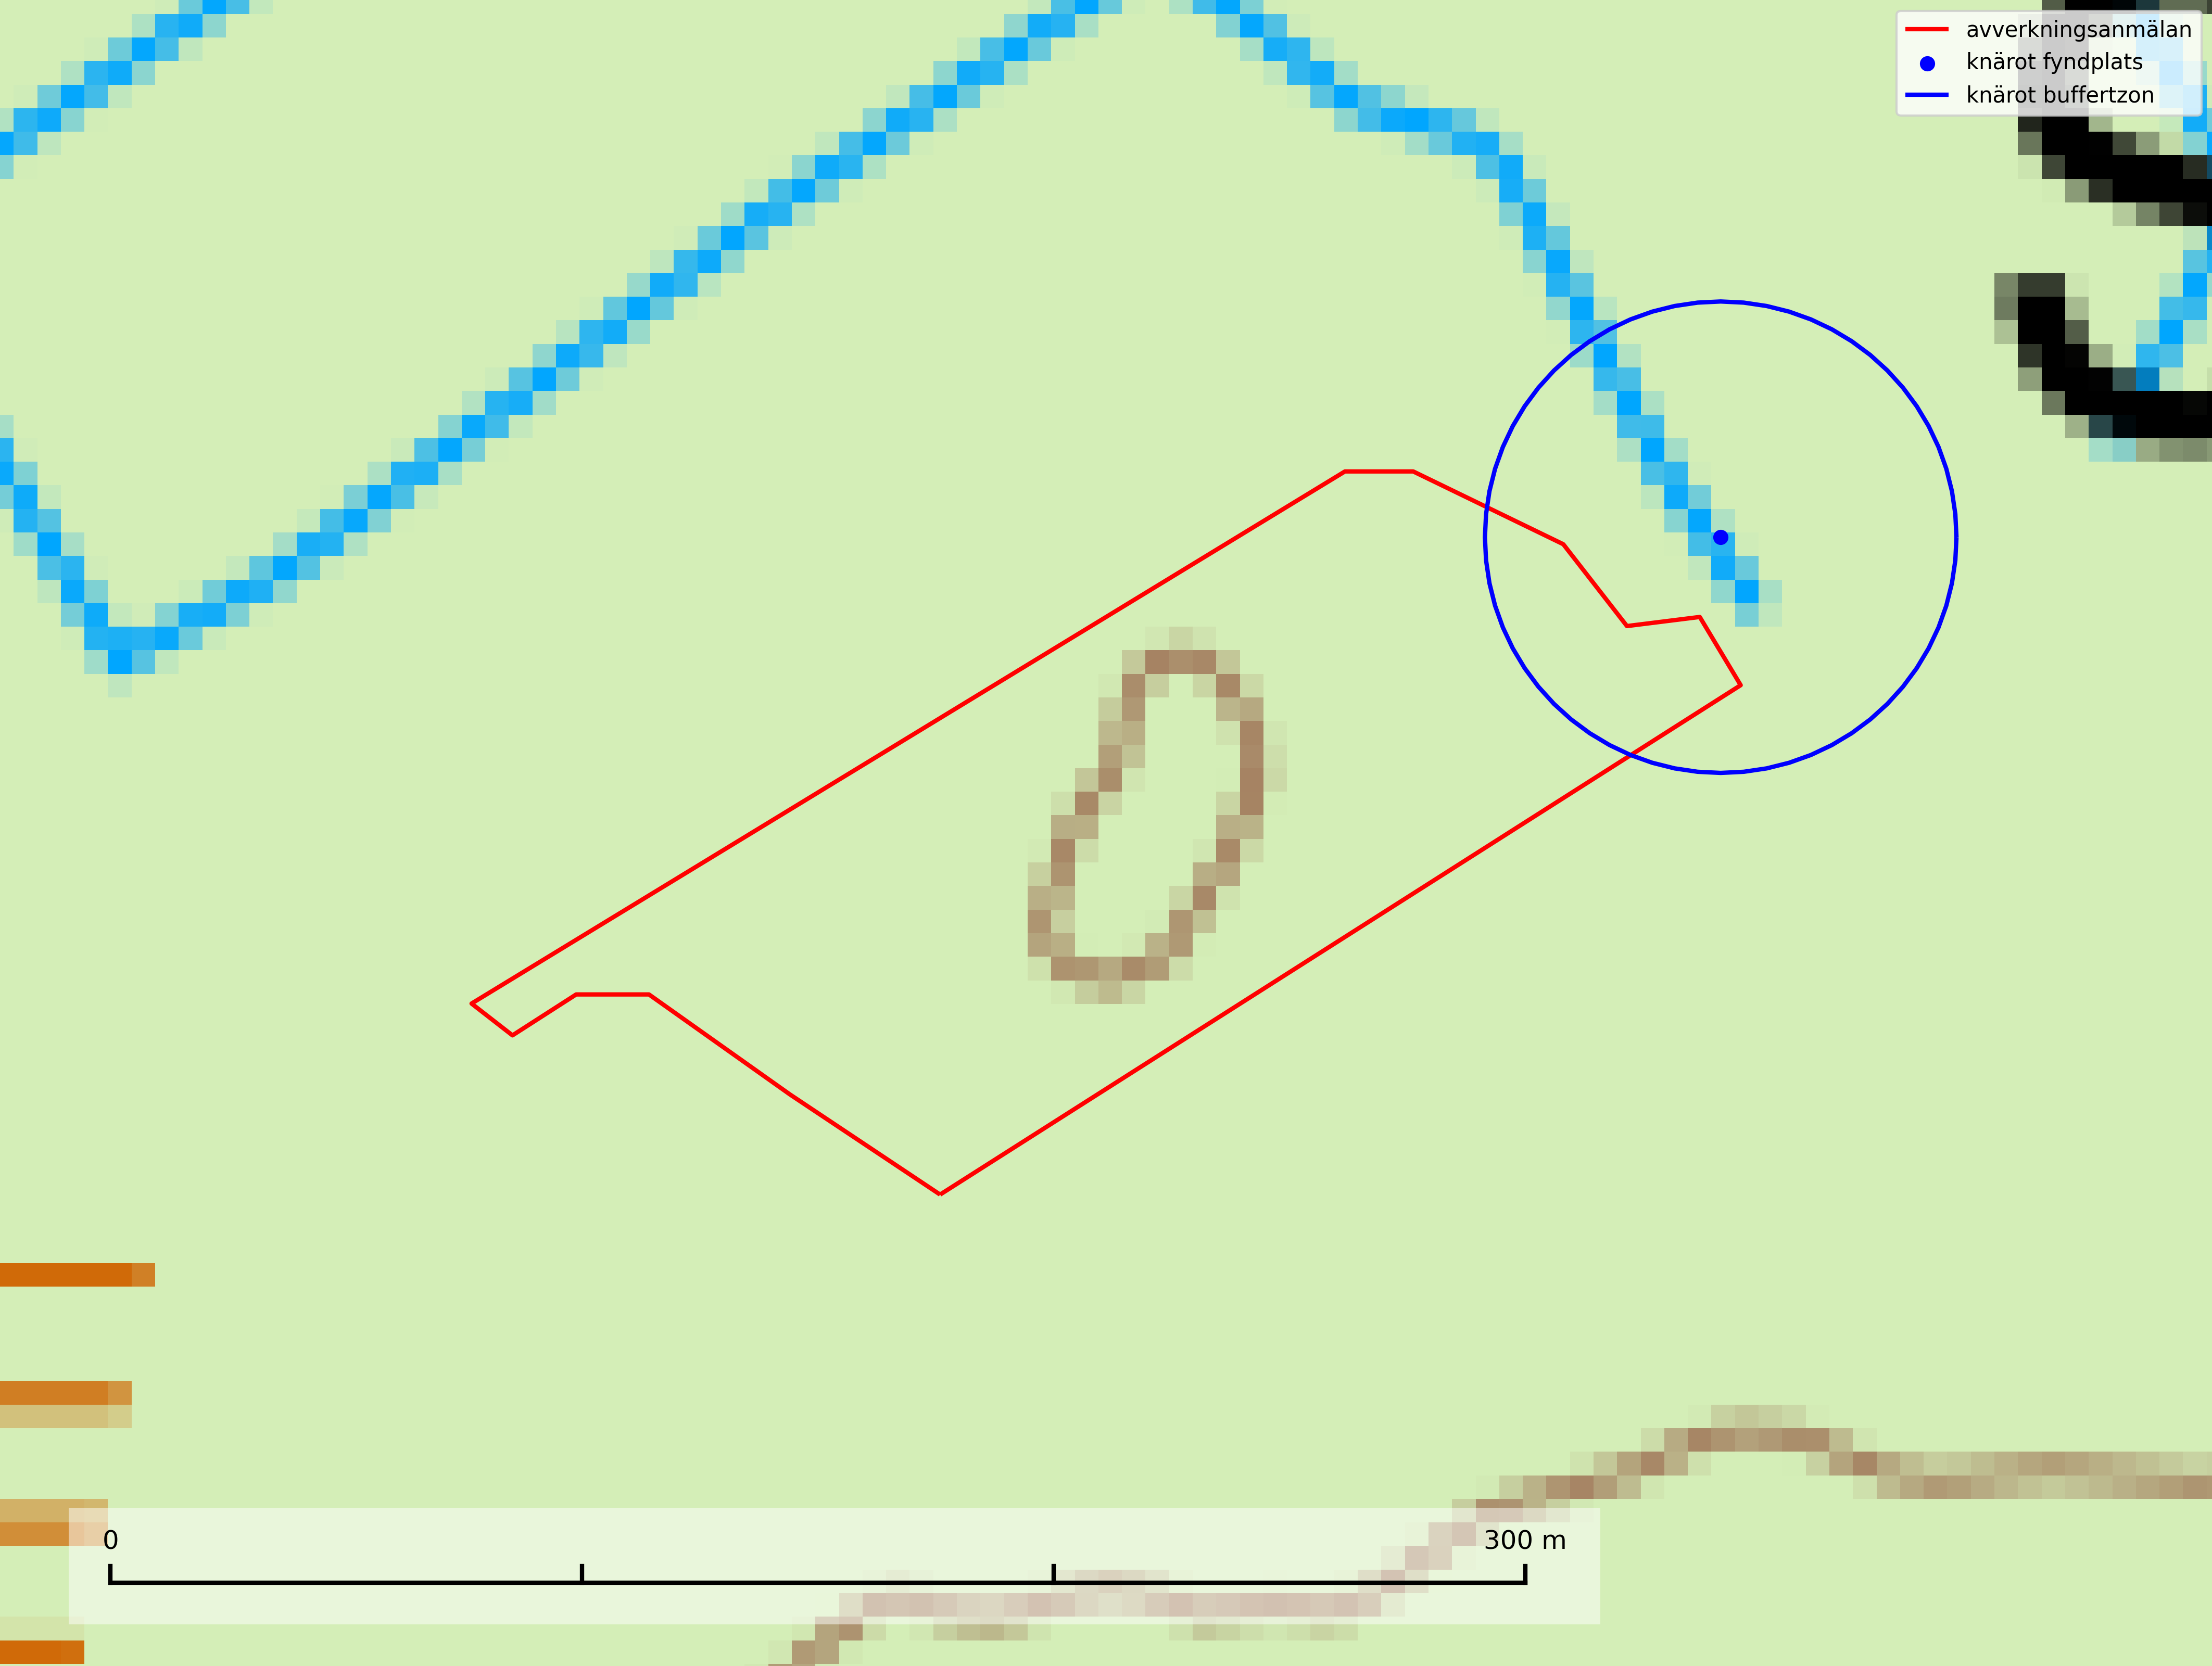 avverkningsanmälan
knärot fyndplats
knärot buffertzon
0
300 m